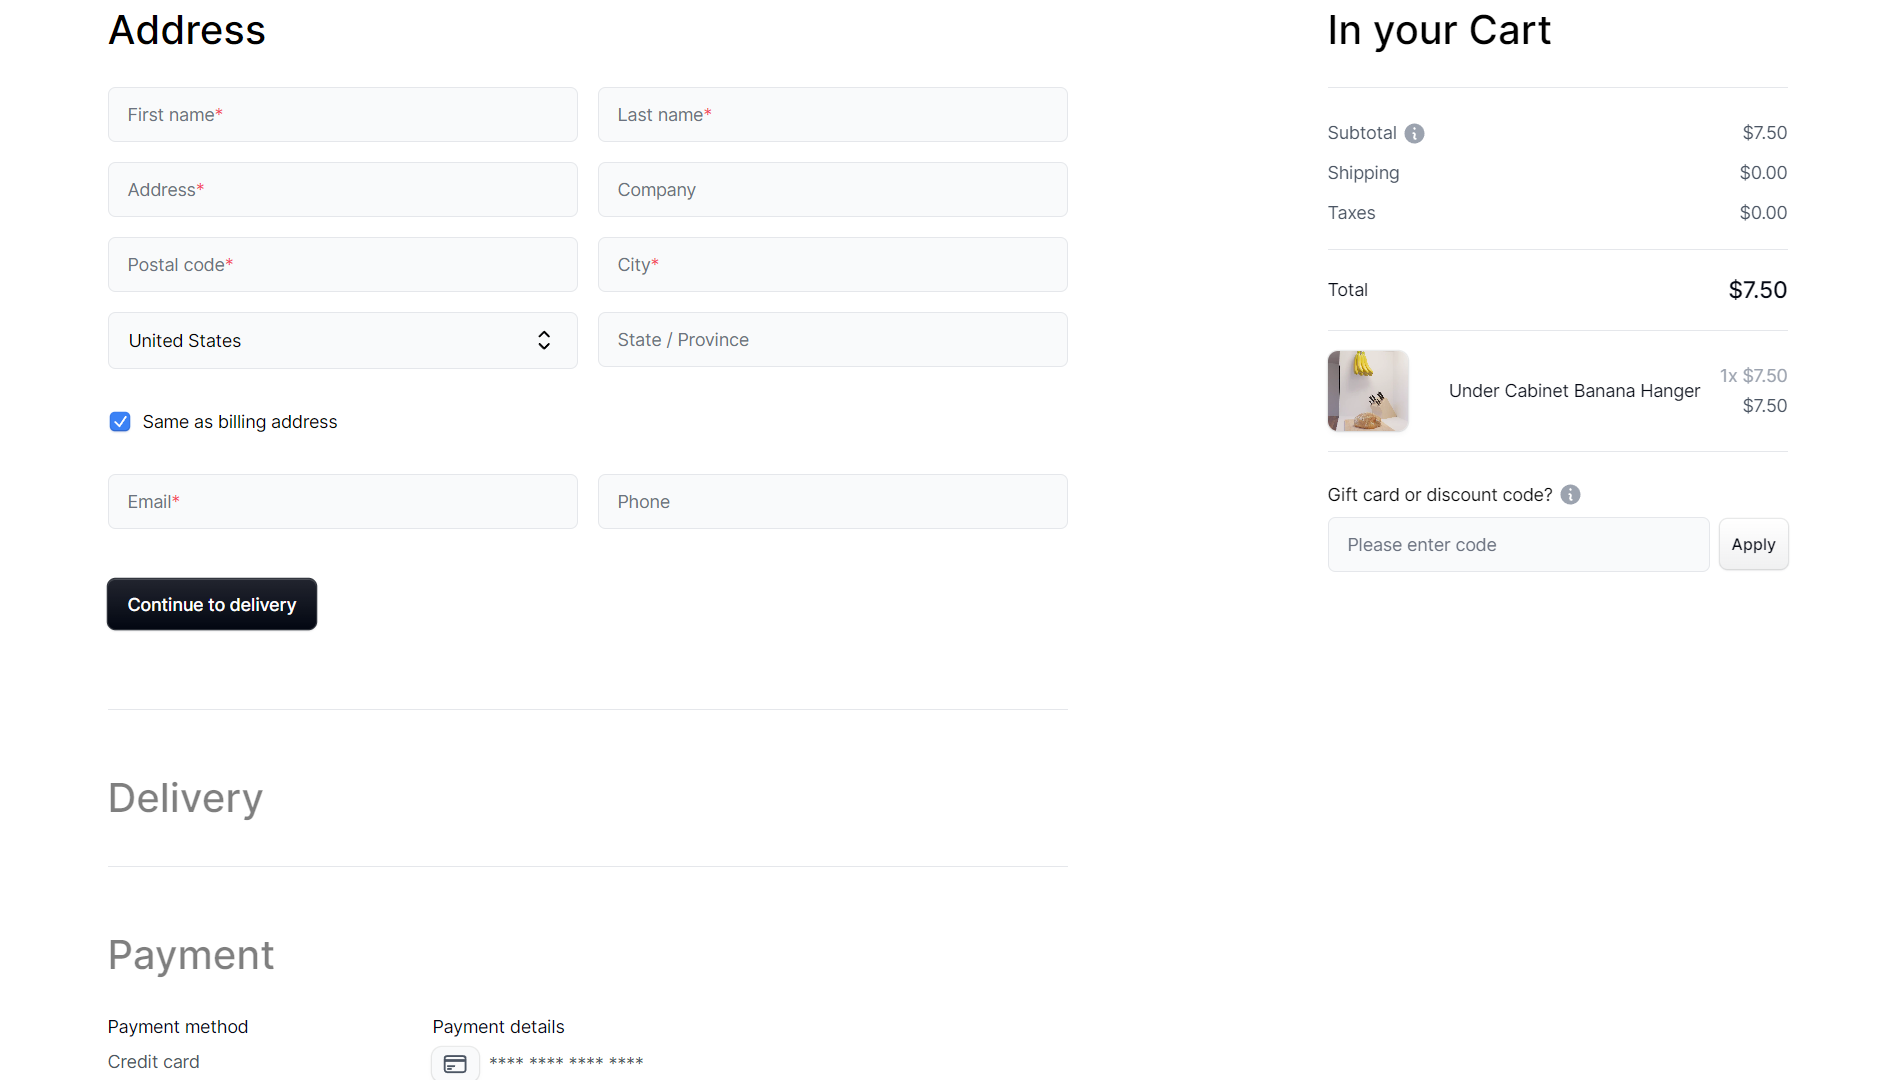 Address
First name*
Last name*
Address*
Company
Postal code*
City*
United States
State / Province
Same as billing address
Email*
Phone
Continue to delivery
Delivery
Payment
Payment method
Payment details
Credit card
**** **** **** ****
In your Cart
Subtotal $7.50
Shipping $0.00
Taxes $0.00
Total $7.50
Under Cabinet Banana Hanger
1x $7.50
$7.50
Gift card or discount code?
Please enter code
Apply